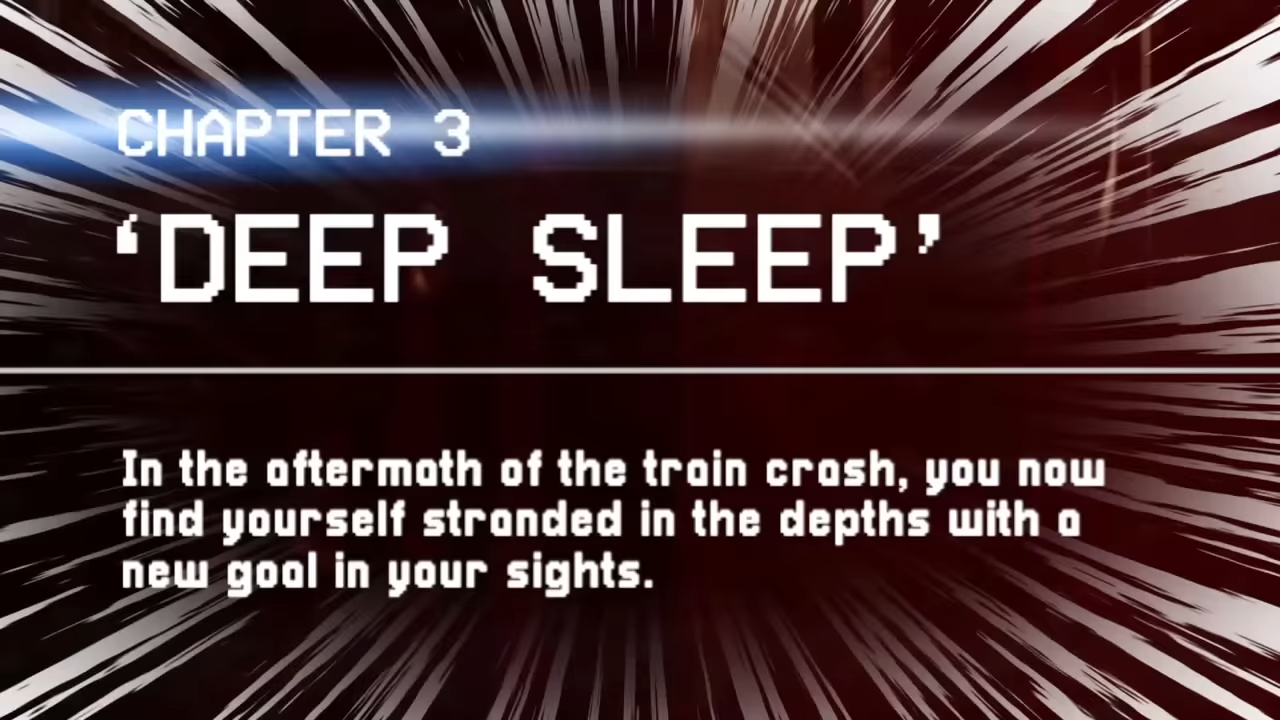 CHAPTER 3
‘DEEP SLEEP’
In the aftermath of the train crash, you now
find yourself stranded in the depths with a
new goal in your sights.